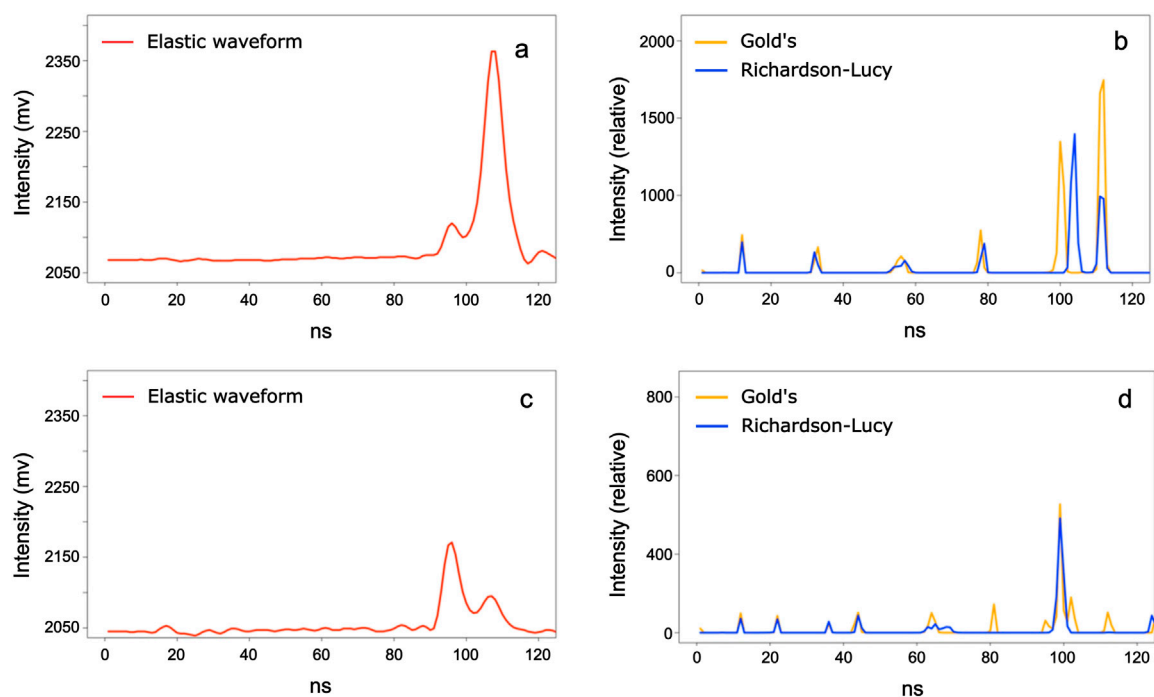 Elastic waveform
a
2350
2250
2150
2050
Intensity (mv)
0 20 40 60 80 100 120
ns
Gold's
Richardson-Lucy
b
2000
1500
1000
0
Intensity (relative)
0 20 40 60 80 100 120
ns
Elastic waveform
c
2350
2250
2150
2050
Intensity (mv)
0 20 40 60 80 100 120
ns
Gold's
Richardson-Lucy
d
800
600
400
0
Intensity (relative)
0 20 40 60 80 100 120
ns